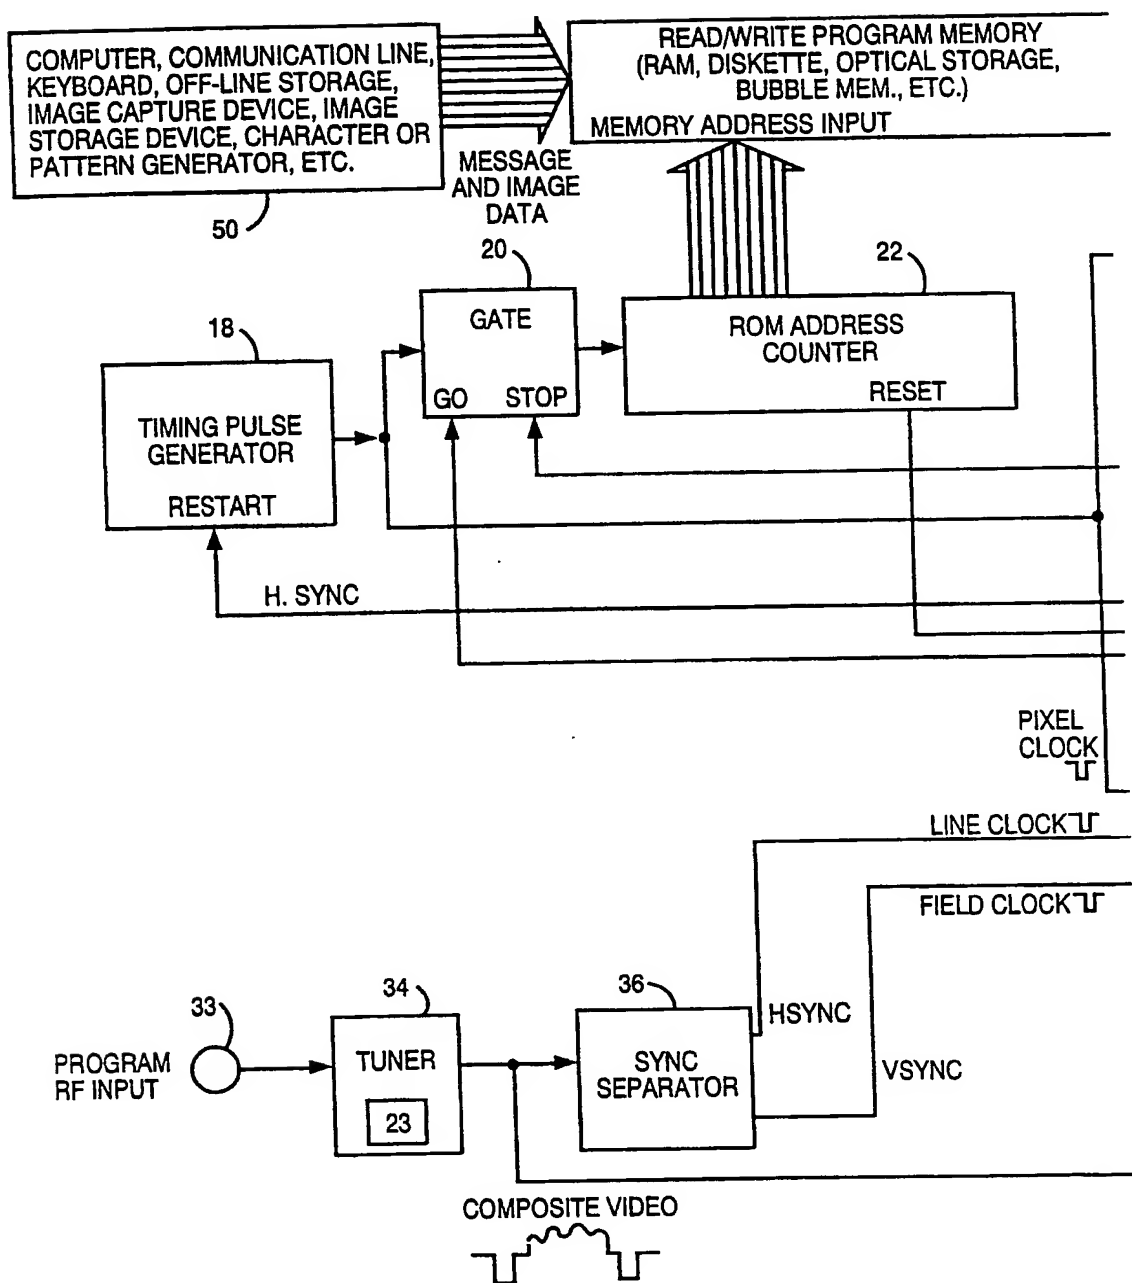 COMPUTER, COMMUNICATION LINE,
KEYBOARD, OFF-LINE STORAGE,
IMAGE CAPTURE DEVICE, IMAGE
STORAGE DEVICE, CHARACTER OR
PATTERN GENERATOR, ETC.
50
MESSAGE
AND IMAGE
DATA
READ/WRITE PROGRAM MEMORY
(RAM, DISKETTE, OPTICAL STORAGE,
BUBBLE MEM., ETC.)
MEMORY ADDRESS INPUT
18
TIMING PULSE
GENERATOR
RESTART
20
GATE
GO STOP
22
ROM ADDRESS
COUNTER
RESET
H. SYNC
PIXEL
CLOCK
LINE CLOCK
FIELD CLOCK
33
PROGRAM
RF INPUT
34
TUNER
23
36
SYNC
SEPARATOR
HSYNC
VSYNC
COMPOSITE VIDEO